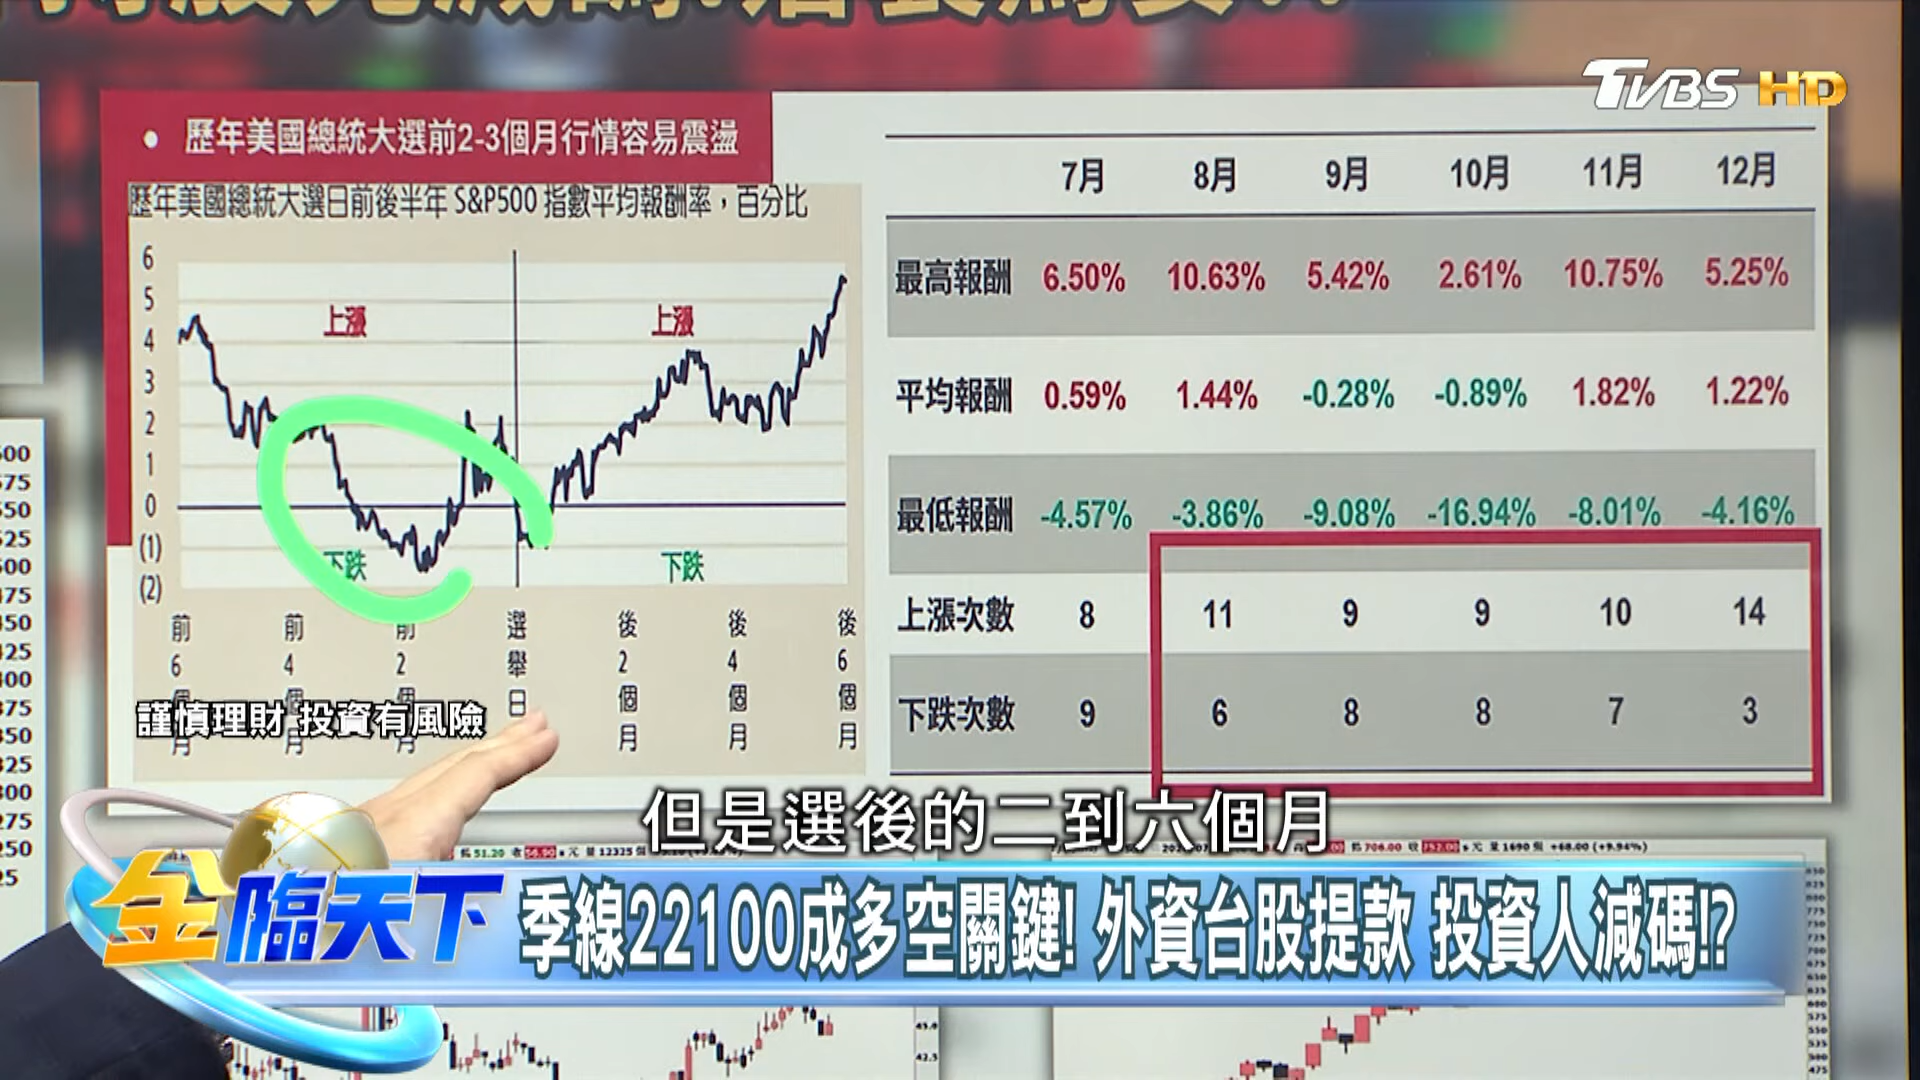 TVBS HD
• 歷年美國總統大選前2-3個月行情容易震盪
歷年美國總統大選日前後半年 S&P500 指數平均報酬率，百分比
6
5
4
3
2
1
0
(1)
(2)
上漲
上漲
下跌
下跌
前6個月
前4個月
前2個月
選舉日
後2個月
後4個月
後6個月
7月 8月 9月 10月 11月 12月
最高報酬 6.50% 10.63% 5.42% 2.61% 10.75% 5.25%
平均報酬 0.59% 1.44% -0.28% -0.89% 1.82% 1.22%
最低報酬 -4.57% -3.86% -9.08% -16.94% -8.01% -4.16%
上漲次數 8 11 9 9 10 14
下跌次數 9 6 8 8 7 3
謹慎理財 投資有風險
但是選後的二到六個月
金臨天下
季線22100成多空關鍵! 外資台股提款 投資人減碼!?